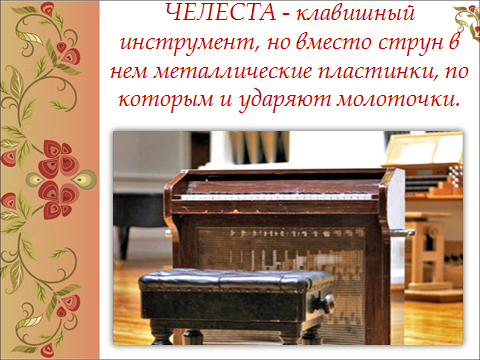 ЧЕЛЕСТА - клавишный
инструмент, но вместо струн в
нем металлические пластинки, по
которым и ударяют молоточки.